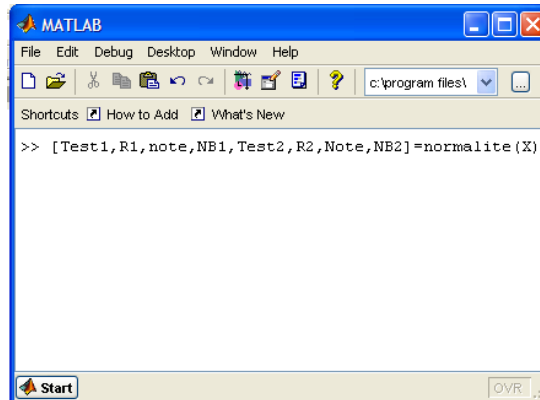 MATLAB
File Edit Debug Desktop Window Help
c:\program files\ ...
Shortcuts How to Add What's New
>> [Test1,R1,note,NB1,Test2,R2,Note,NB2]=normalite(X)
Start OVR